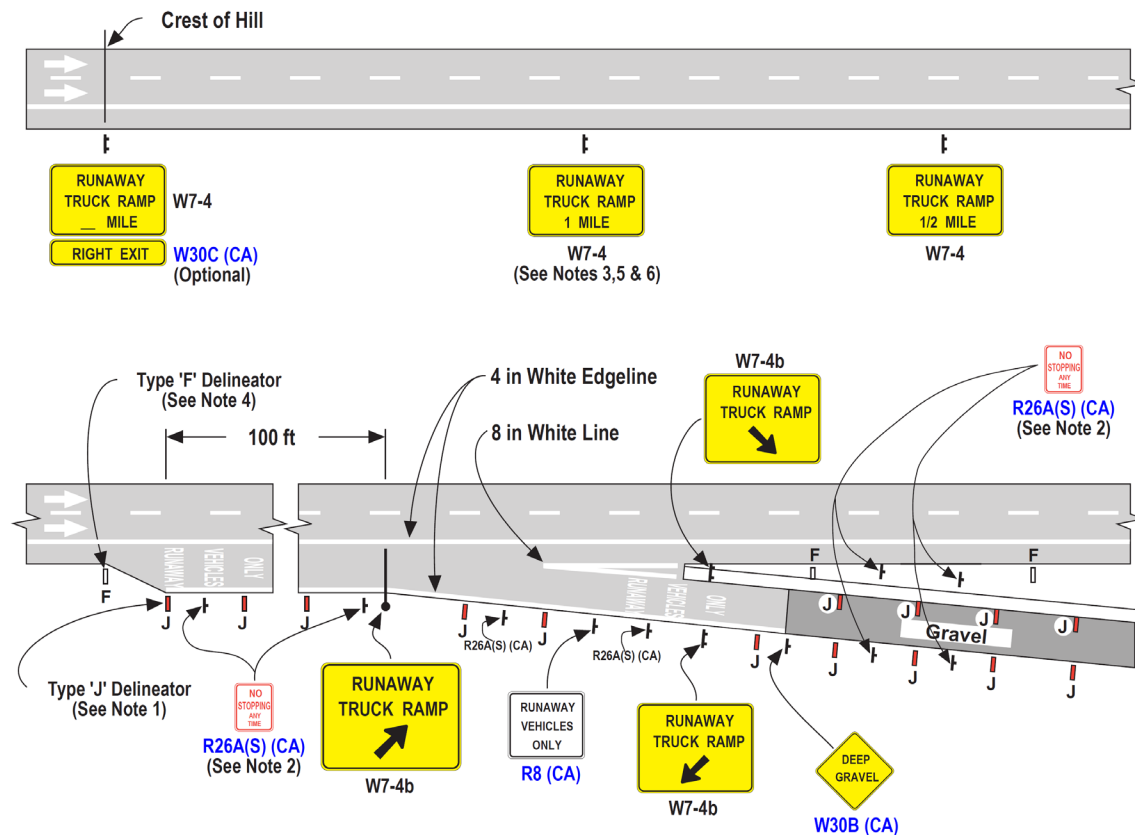 Crest of Hill
RUNAWAY
TRUCK RAMP
__ MILE
W7-4
RIGHT EXIT
W30C (CA)
(Optional)
RUNAWAY
TRUCK RAMP
1 MILE
W7-4
(See Notes 3,5 & 6)
RUNAWAY
TRUCK RAMP
1/2 MILE
W7-4
Type 'F' Delineator
(See Note 4)
100 ft
4 in White Edgeline
8 in White Line
W7-4b
RUNAWAY
TRUCK RAMP
NO
STOPPING
ANY
TIME
R26A(S) (CA)
(See Note 2)
F
RUNAWAY
VEHICLES
ONLY
RUNAWAY
VEHICLES
ONLY
F
F
J
J
J
J
J
J
J
J
J
J
J
J
J
J
Gravel
R26A(S) (CA)
R26A(S) (CA)
Type 'J' Delineator
(See Note 1)
NO
STOPPING
ANY
TIME
R26A(S) (CA)
(See Note 2)
RUNAWAY
TRUCK RAMP
W7-4b
RUNAWAY
VEHICLES
ONLY
R8 (CA)
RUNAWAY
TRUCK RAMP
W7-4b
DEEP
GRAVEL
W30B (CA)